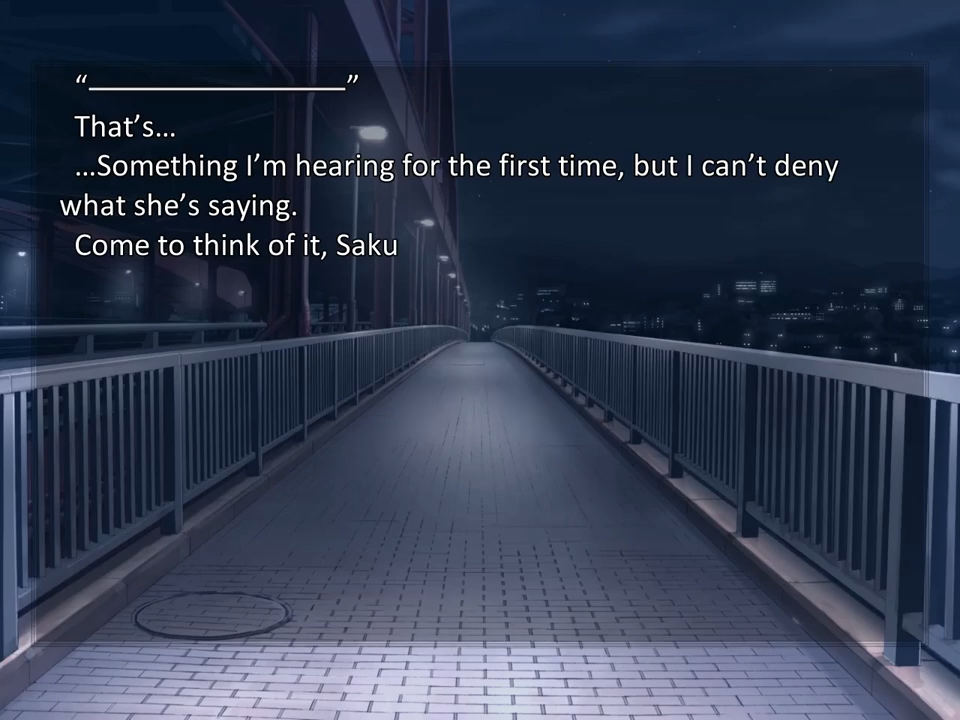 “――――――――――”
That’s...
...Something I’m hearing for the first time, but I can’t deny
what she’s saying.
Come to think of it, Saku